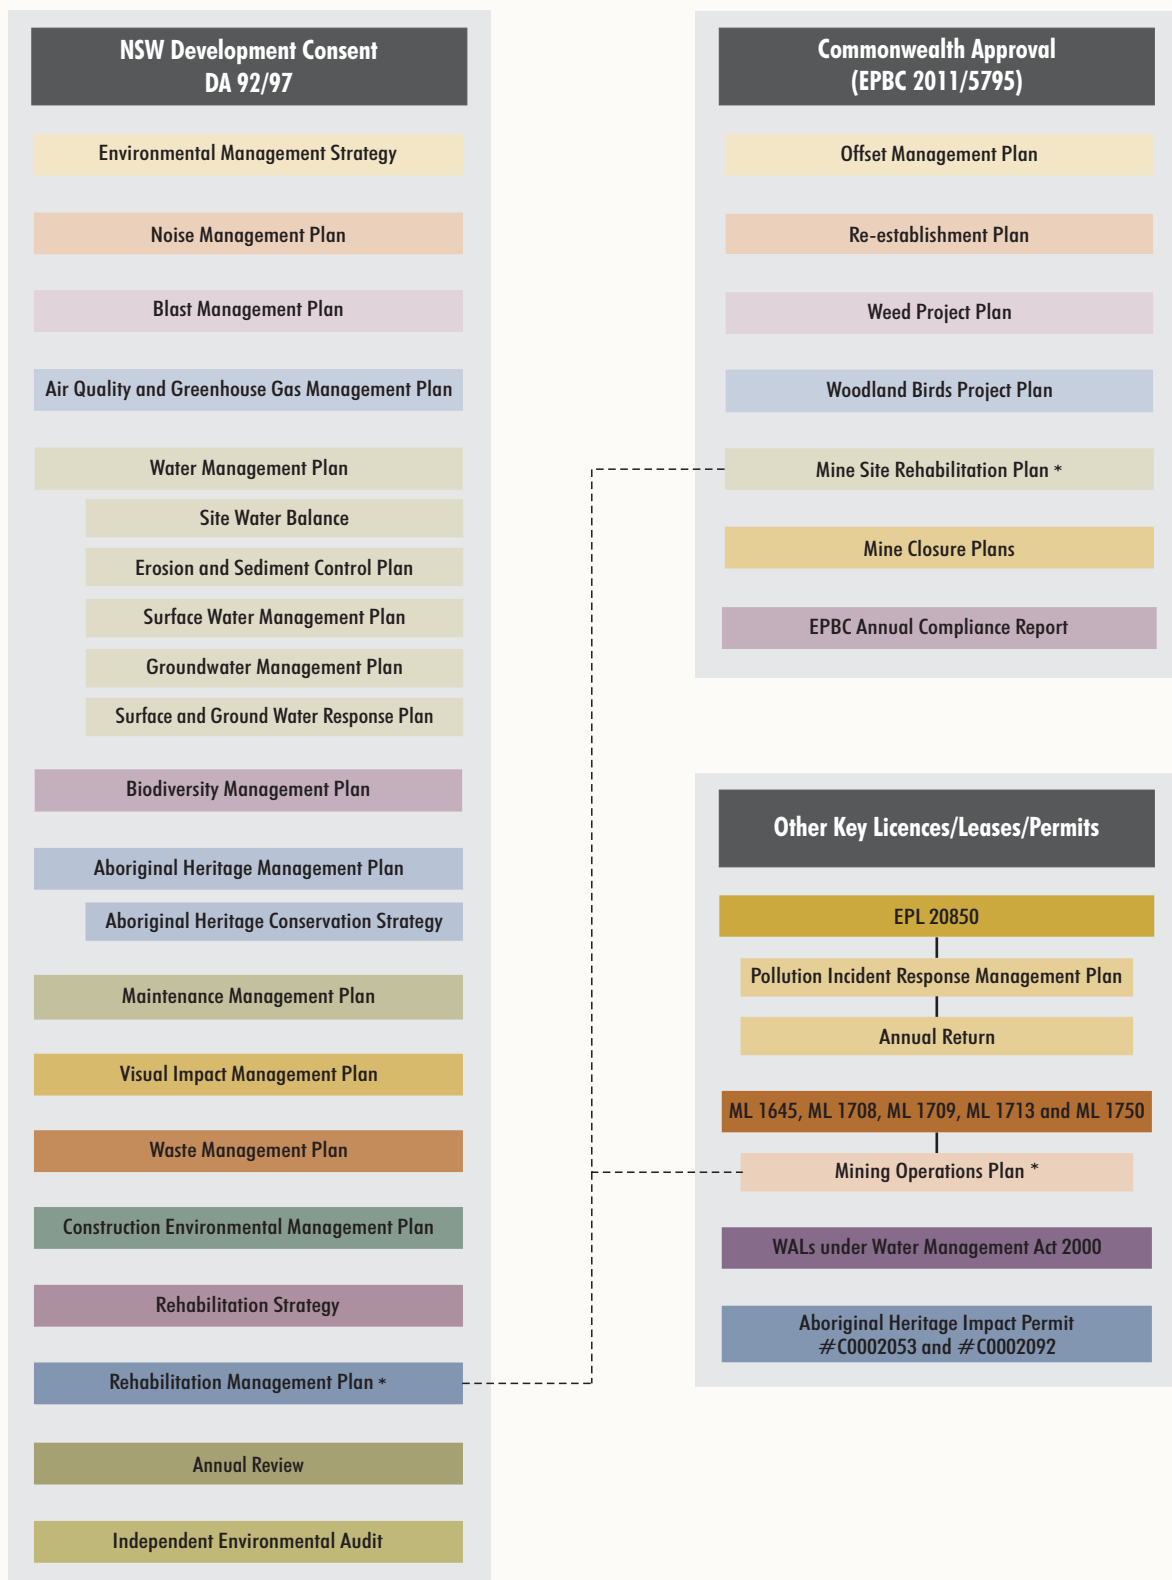 NSW Development Consent
DA 92/97
Environmental Management Strategy
Noise Management Plan
Blast Management Plan
Air Quality and Greenhouse Gas Management Plan
Water Management Plan
Site Water Balance
Erosion and Sediment Control Plan
Surface Water Management Plan
Groundwater Management Plan
Surface and Ground Water Response Plan
Biodiversity Management Plan
Aboriginal Heritage Management Plan
Aboriginal Heritage Conservation Strategy
Maintenance Management Plan
Visual Impact Management Plan
Waste Management Plan
Construction Environmental Management Plan
Rehabilitation Strategy
Rehabilitation Management Plan *
Annual Review
Independent Environmental Audit
Commonwealth Approval
(EPBC 2011/5795)
Offset Management Plan
Re-establishment Plan
Weed Project Plan
Woodland Birds Project Plan
Mine Site Rehabilitation Plan *
Mine Closure Plans
EPBC Annual Compliance Report
Other Key Licences/Leases/Permits
EPL 20850
Pollution Incident Response Management Plan
Annual Return
ML 1645, ML 1708, ML 1709, ML 1713 and ML 1750
Mining Operations Plan *
WALs under Water Management Act 2000
Aboriginal Heritage Impact Permit
#C0002053 and #C0002092